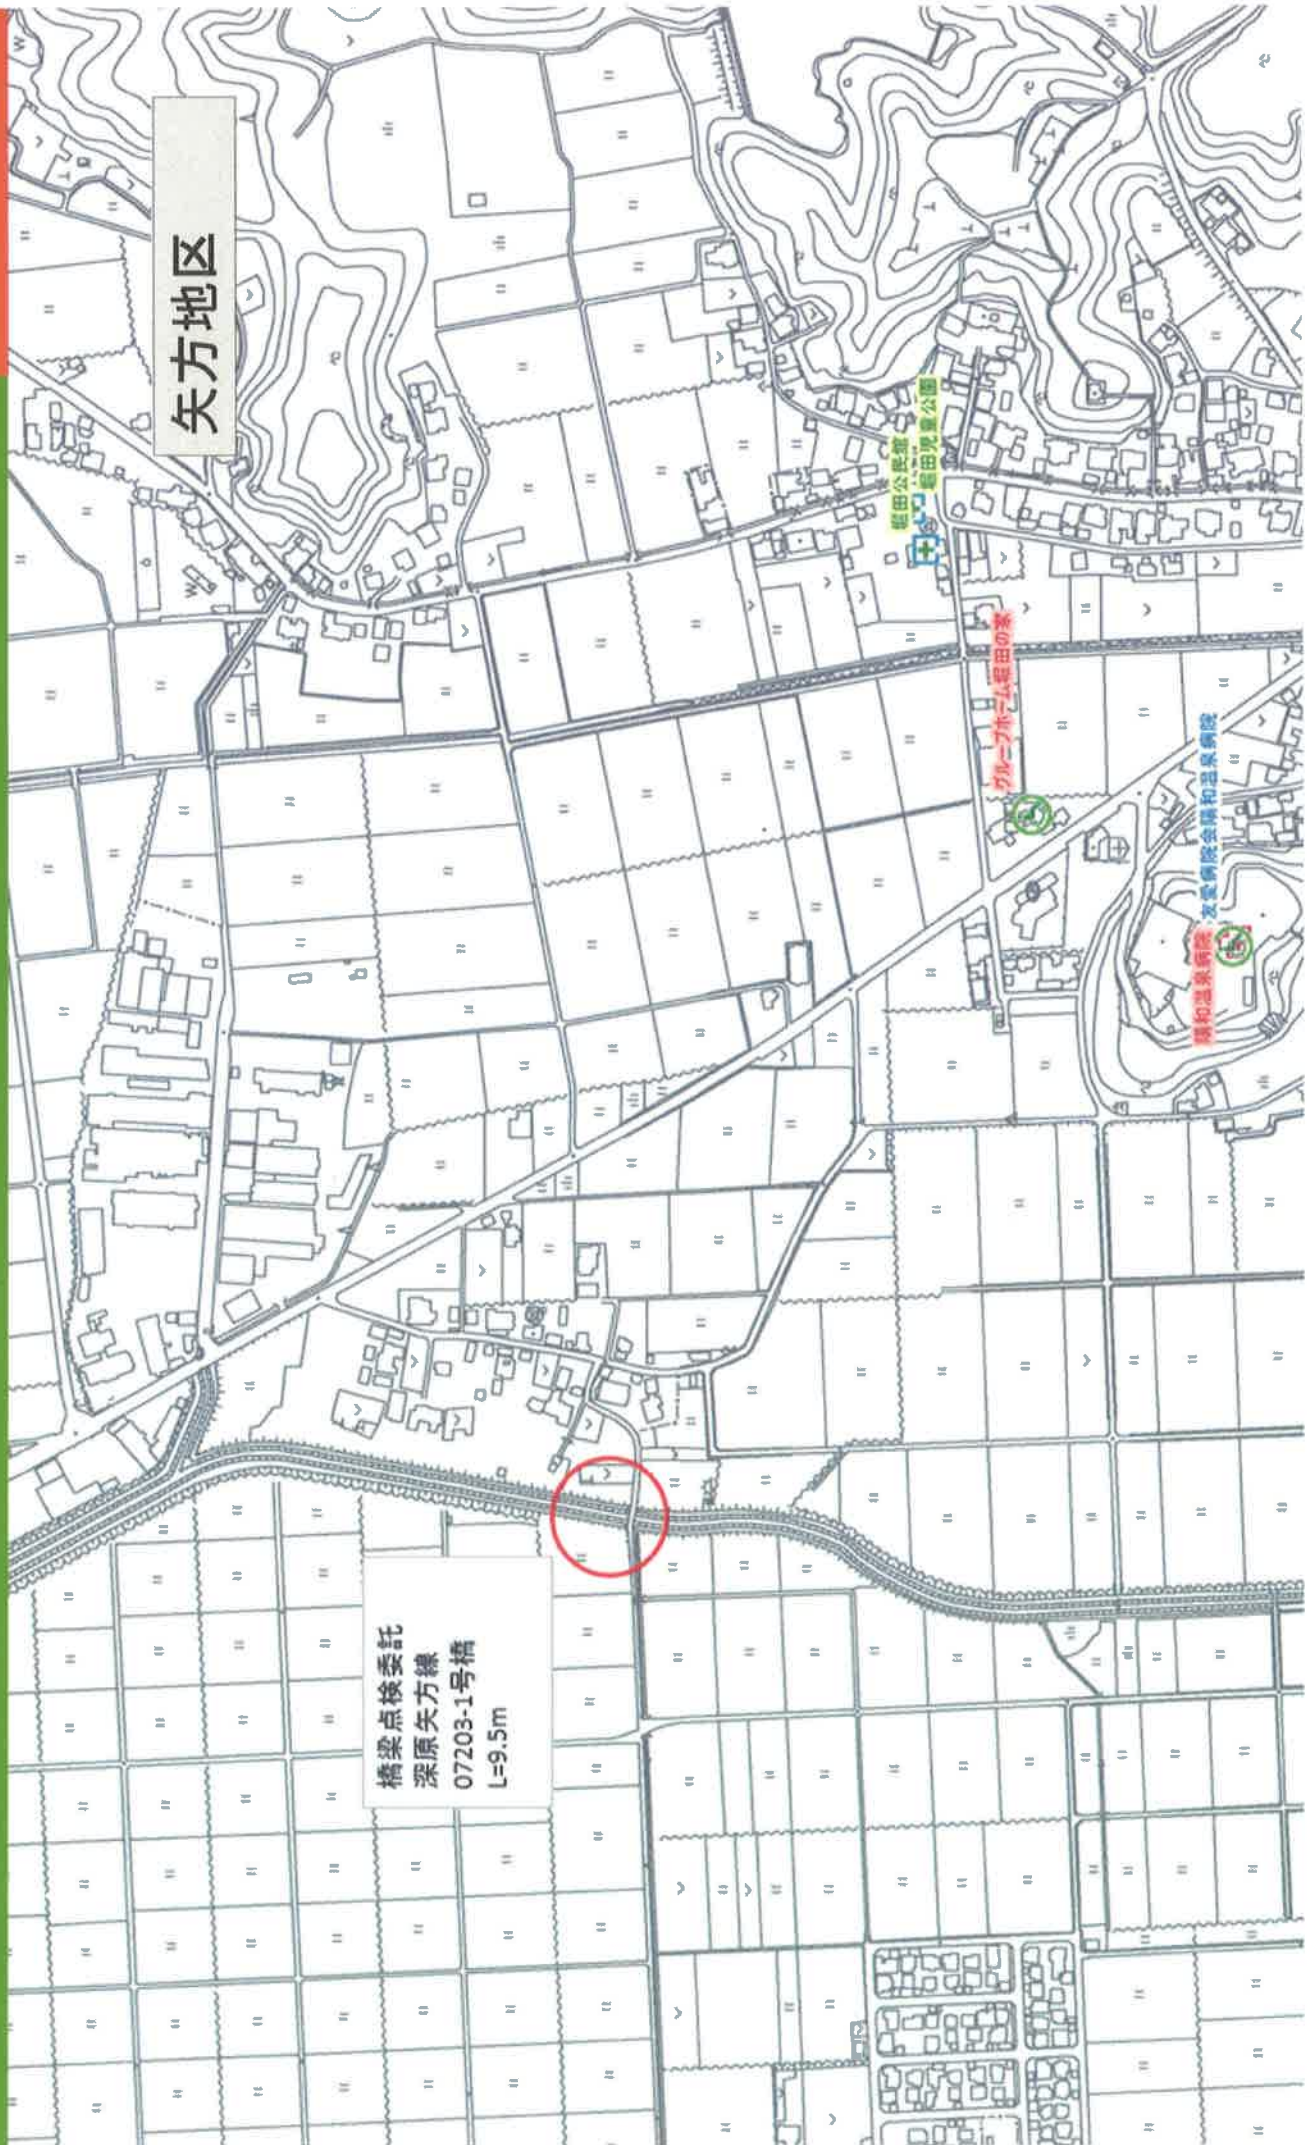 矢方地区
橋梁点検委託
深原矢方線
07203-1号橋
L=9.5m
堀田公民館
堀田児童公園
グループホーム堀田の家
陽和温泉病院
友愛病院会陽和温泉病院